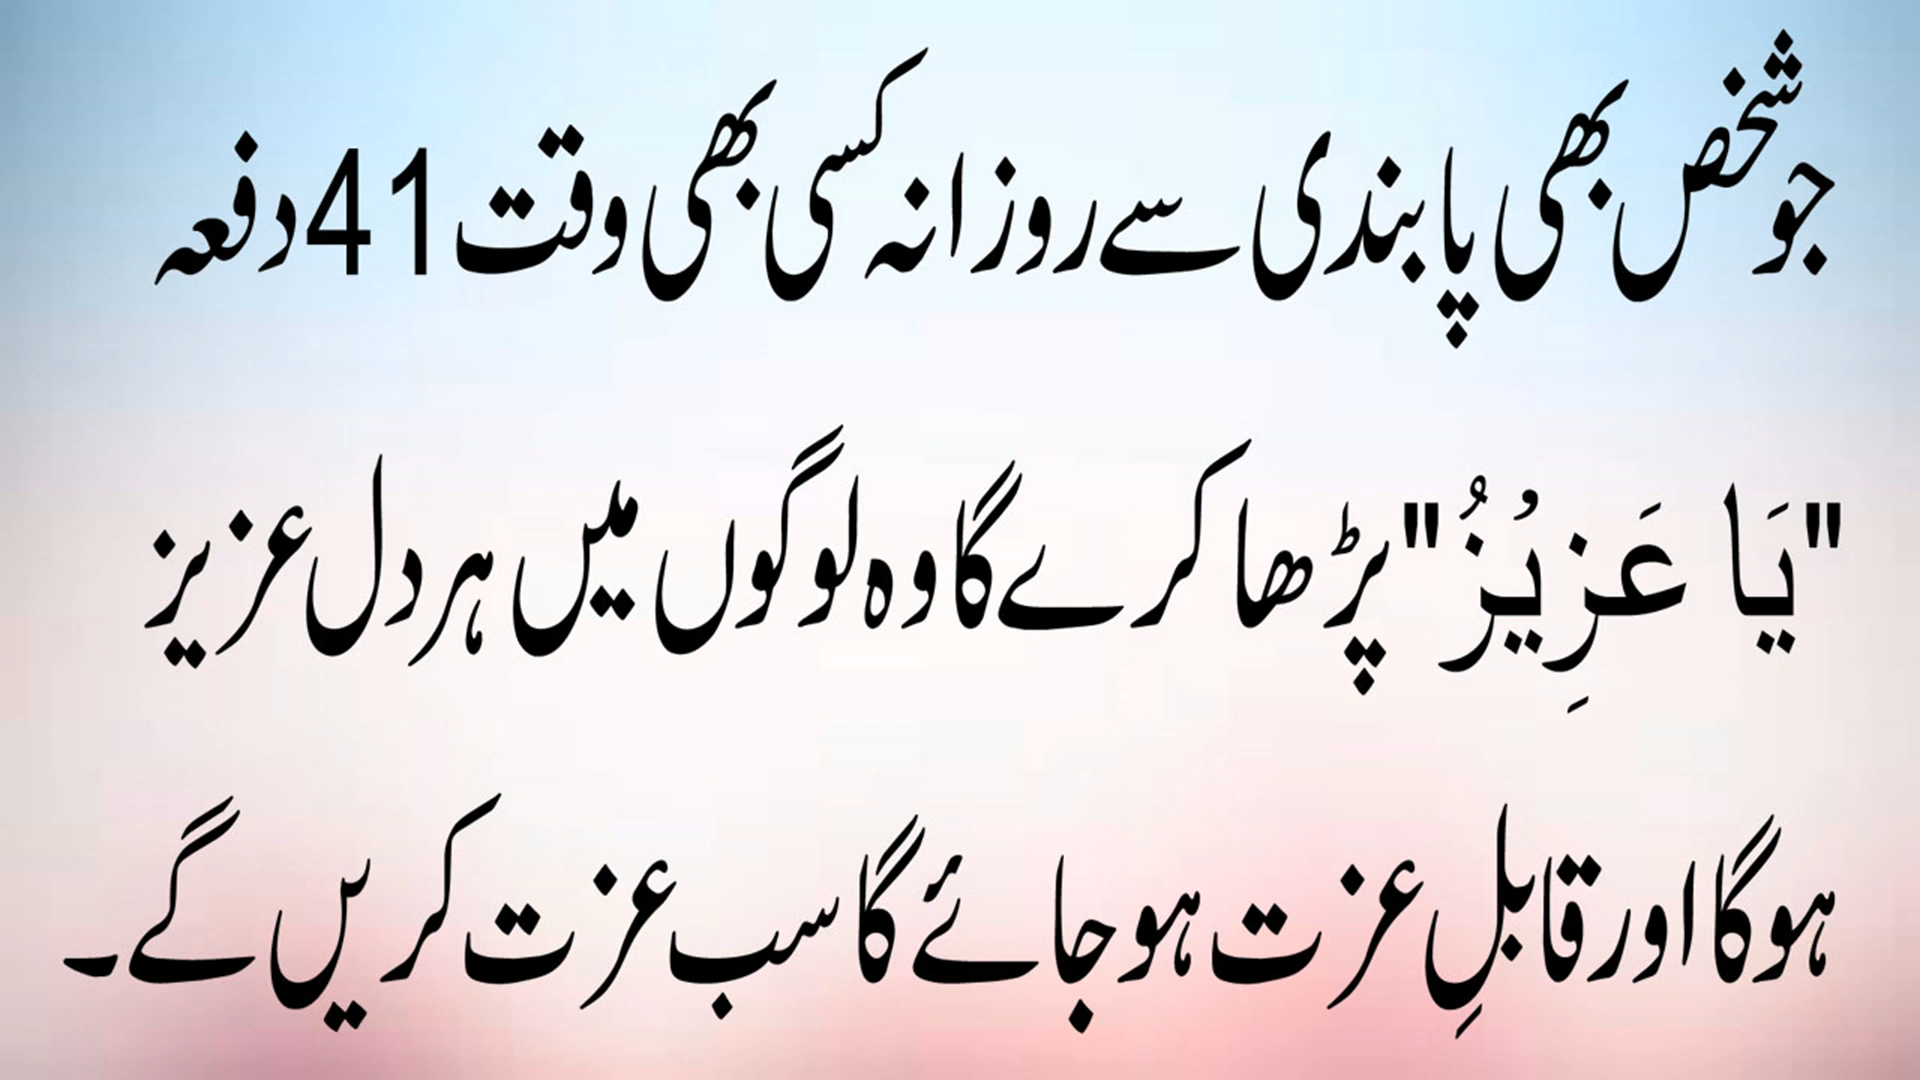 جو شخص بھی پابندی سے روزانہ کسی بھی وقت 41 دفعہ
"یَا عَزِیْزُ" پڑھا کرے گا وہ لوگوں میں ہر دل عزیز
ہوگا اور قابلِ عزت ہو جائے گا سب عزت کریں گے۔